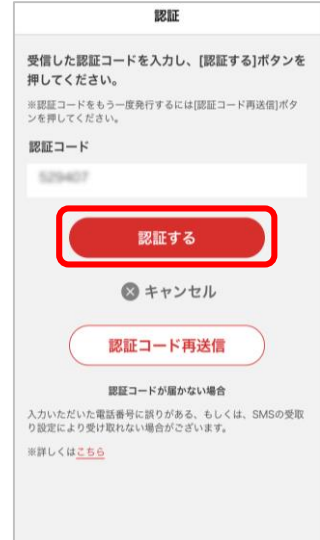 認証
受信した認証コードを入力し、[認証する]ボタンを
押してください。
※認証コードをもう一度発行するには[認証コード再送信]ボタ
ンを押してください。
認証コード
認証する
キャンセル
認証コード再送信
認証コードが届かない場合
入力いただいた電話番号に誤りがある、もしくは、SMSの受取
り設定により受け取れない場合がございます。
※詳しくはこちら